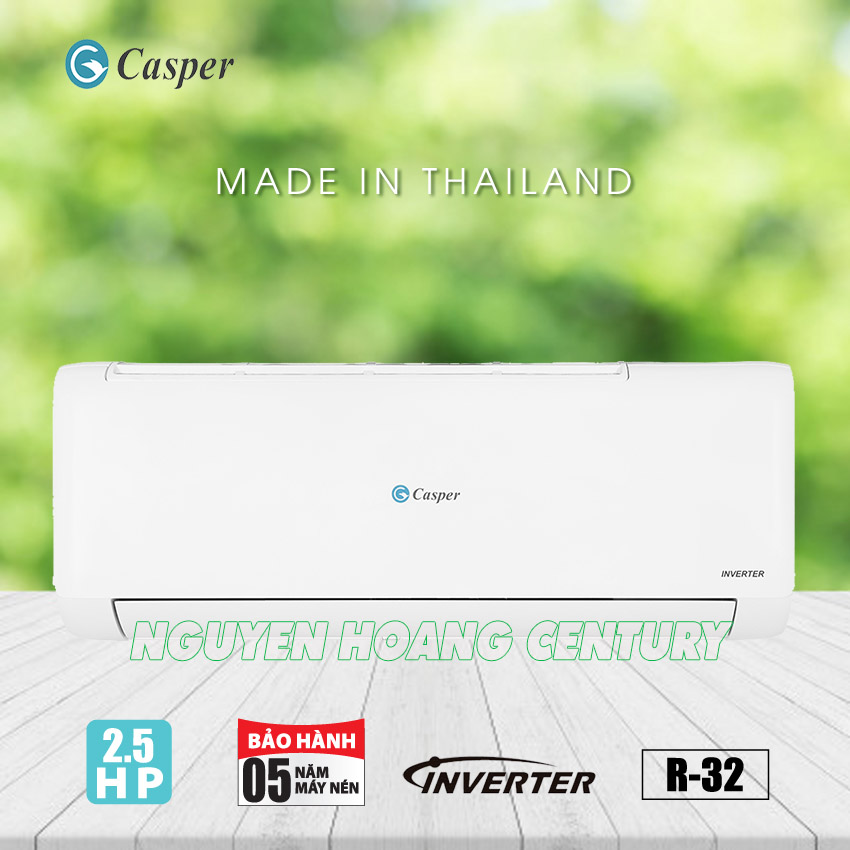 Casper
MADE IN THAILAND
Casper
INVERTER
NGUYEN HOANG CENTURY
2.5
HP
BẢO HÀNH
05 NĂM
MÁY NÉN
INVERTER
R-32